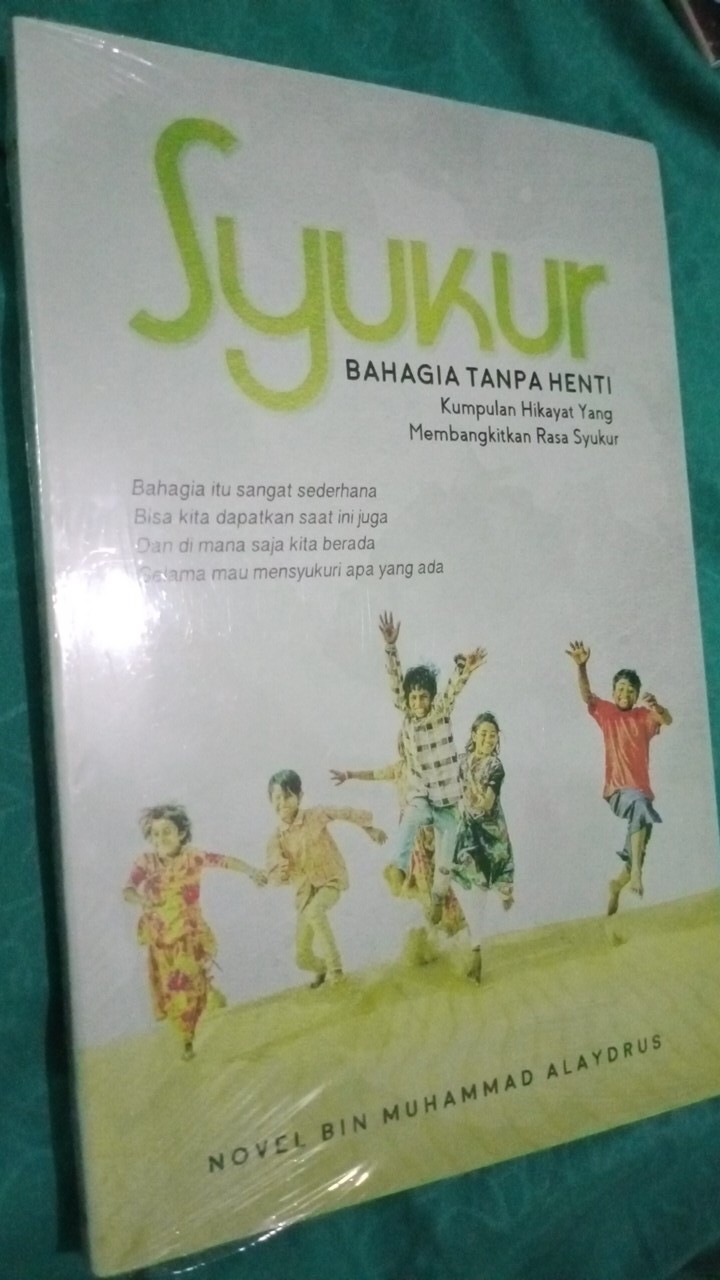 Syukur
BAHAGIA TANPA HENTI
Kumpulan Hikayat Yang
Membangkitkan Rasa Syukur
Bahagia itu sangat sederhana
Bisa kita dapatkan saat ini juga
Dan di mana saja kita berada
Selama mau mensyukuri apa yang ada
NOVEL BIN MUHAMMAD ALAYDRUS